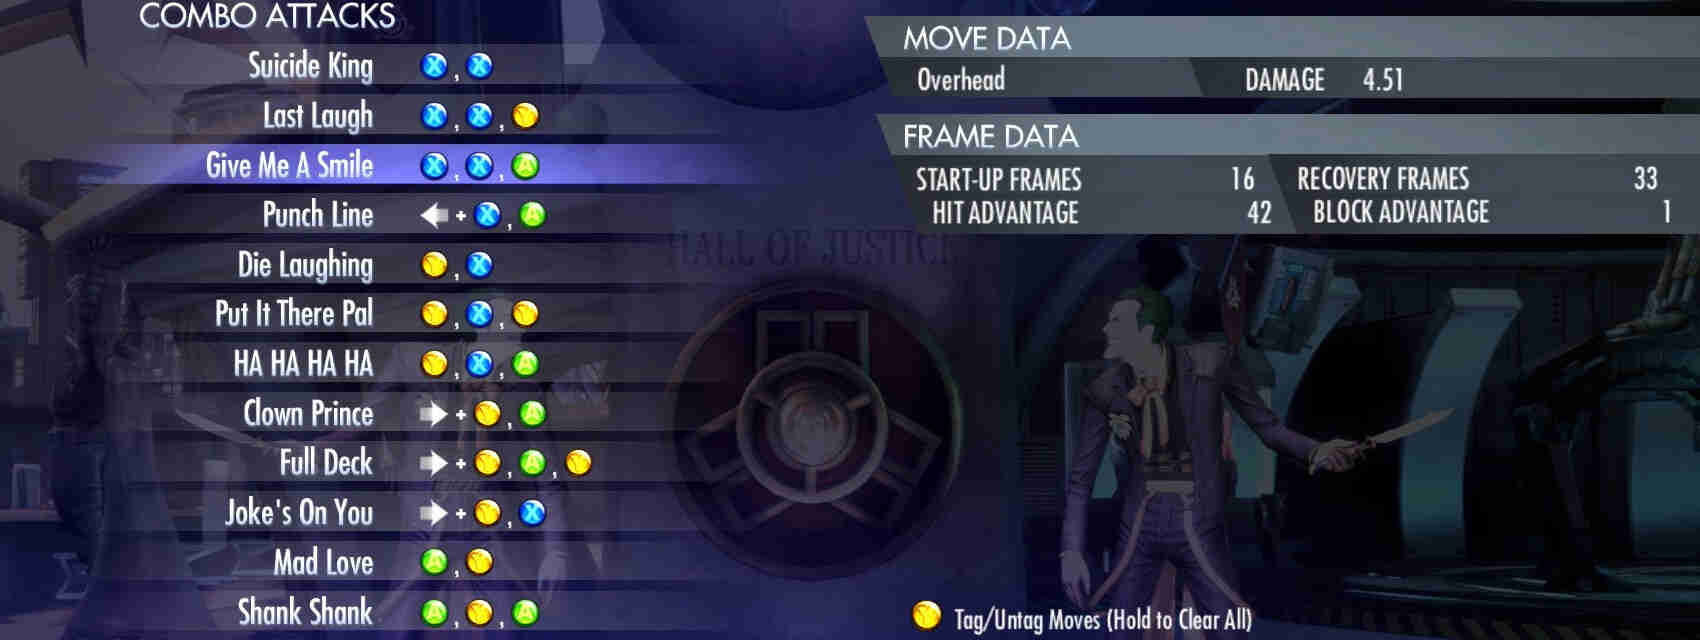 COMBO ATTACKS
Suicide King X, X
Last Laugh X, X, Y
Give Me A Smile X, X, A
Punch Line + X, A
Die Laughing Y, X
Put It There Pal Y, X, Y
HA HA HA HA Y, X, A
Clown Prince + Y, A
Full Deck + Y, A, Y
Joke's On You + Y, X
Mad Love A, Y
Shank Shank A, Y, A
MOVE DATA
Overhead DAMAGE 4.51
FRAME DATA
START-UP FRAMES 16 RECOVERY FRAMES 33
HIT ADVANTAGE 42 BLOCK ADVANTAGE 1
HALL OF JUSTICE
Y Tag/Untag Moves (Hold to Clear All)